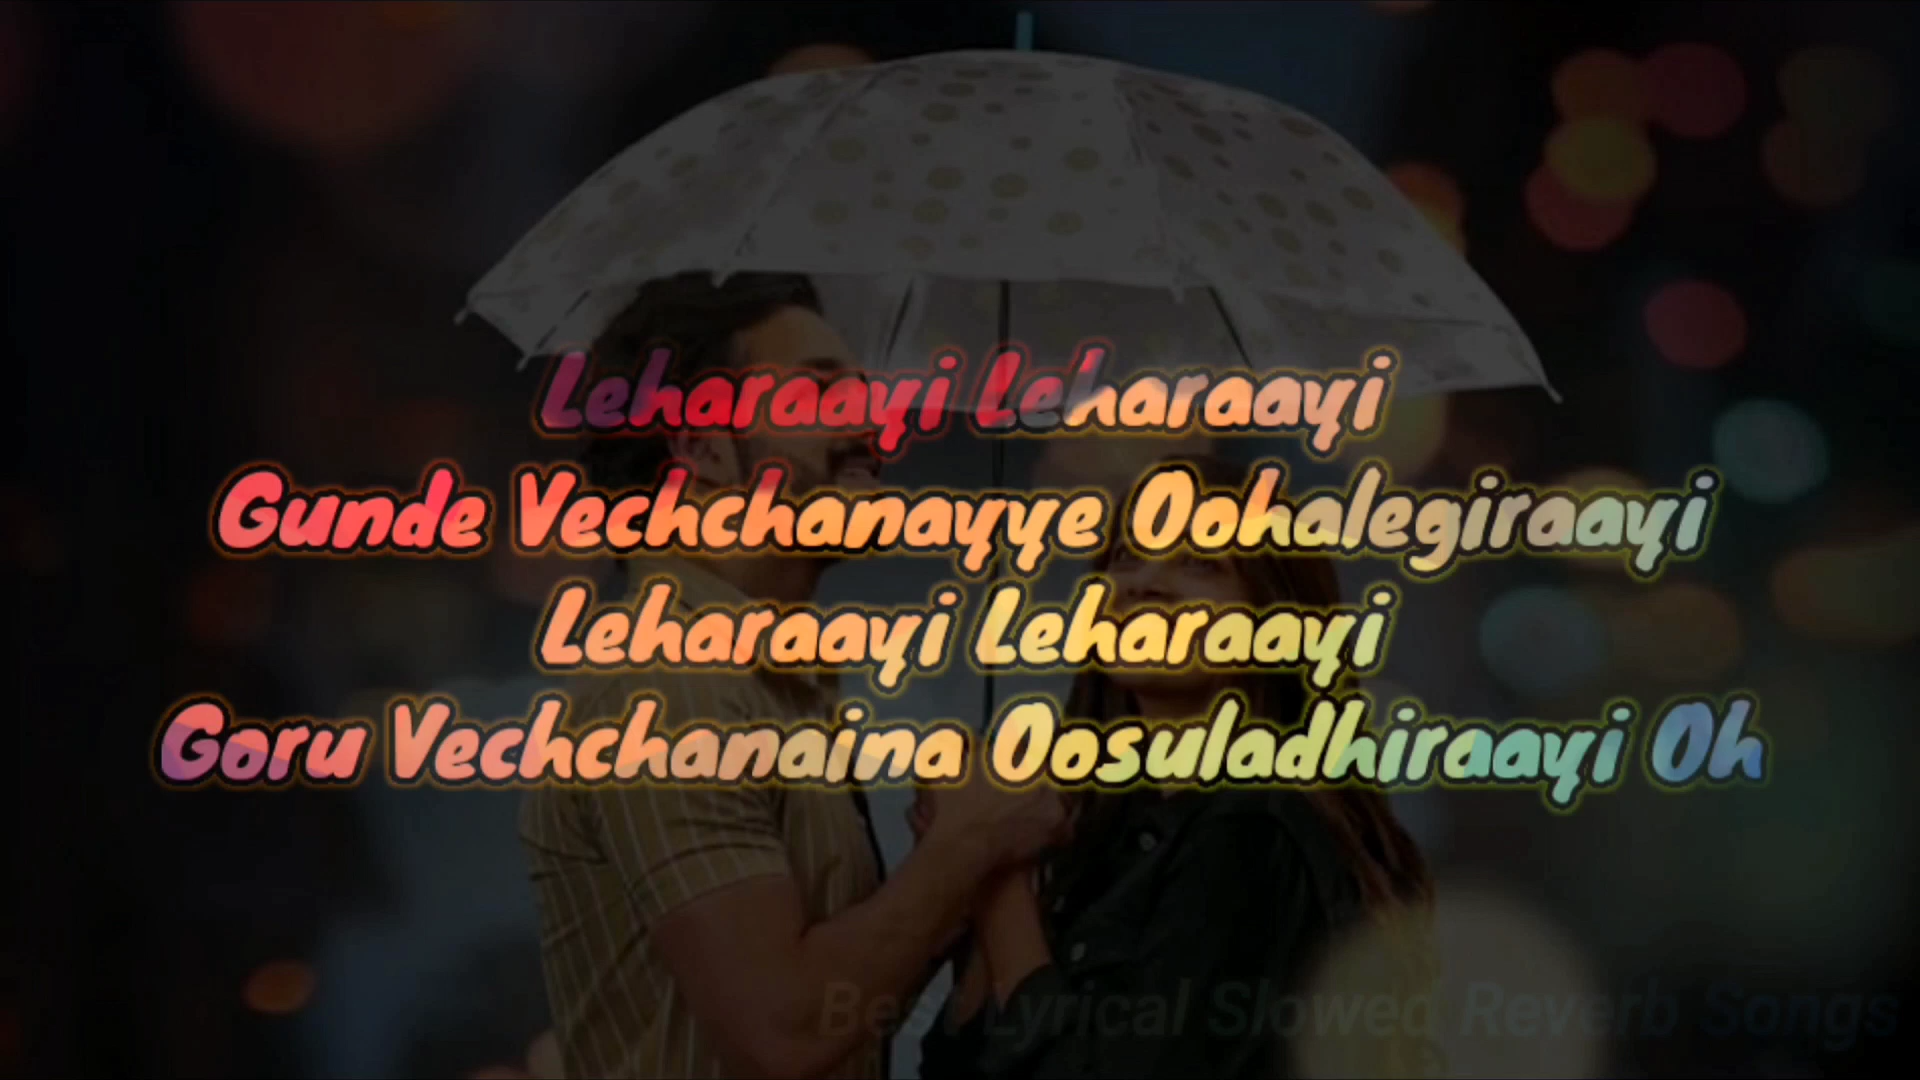 Leharaayi Leharaayi
Gunde Vechchanayye Oohalegiraayi
Leharaayi Leharaayi
Goru Vechchanaina Oosuladhiraayi Oh
Best Lyrical Slowed Reverb Songs